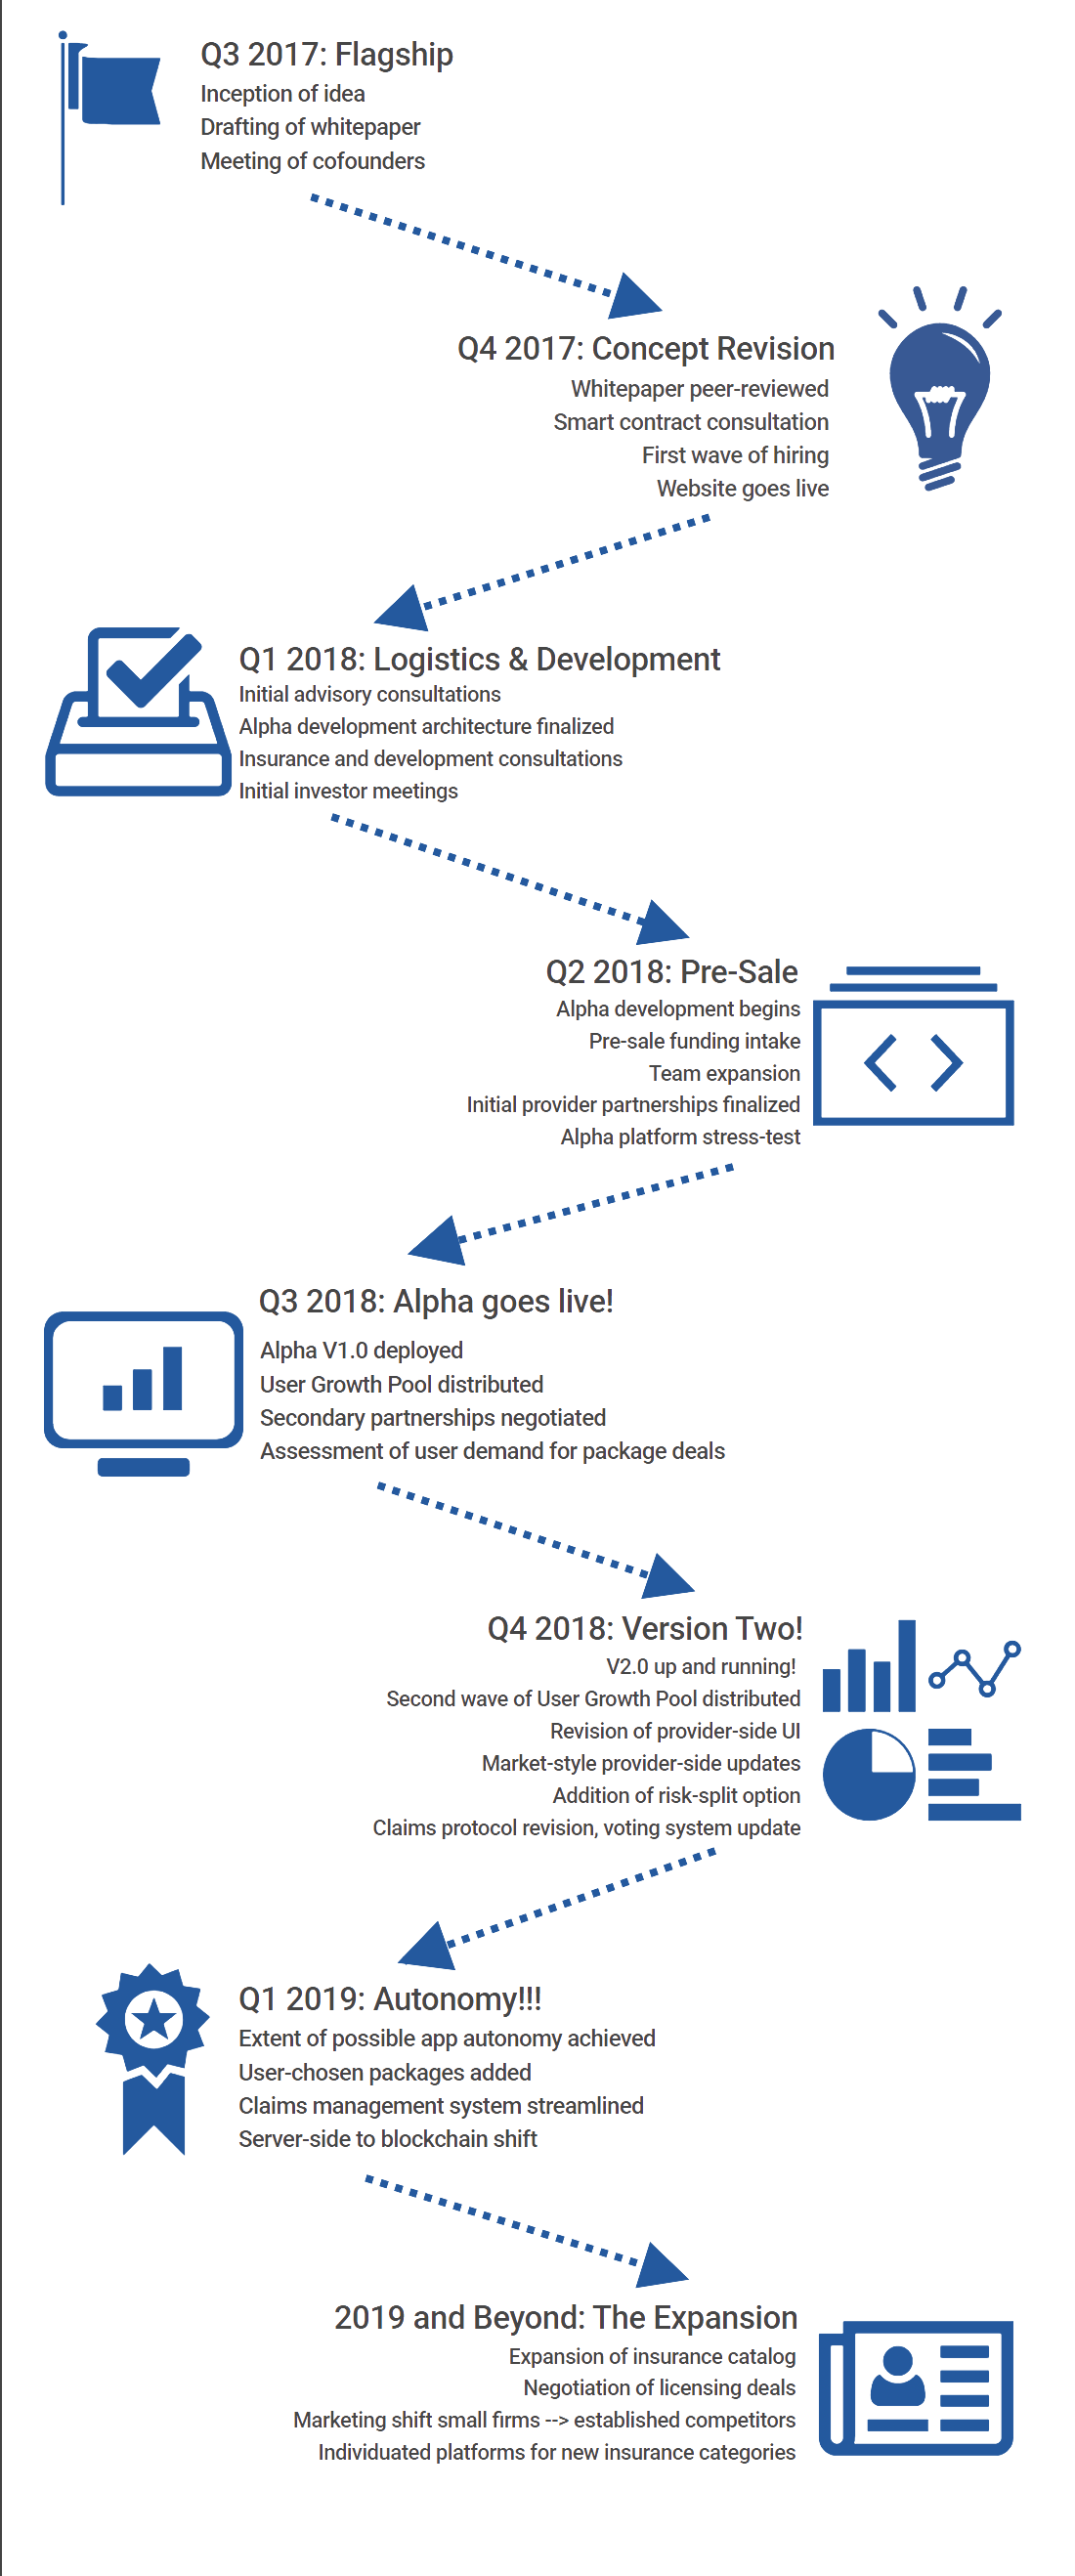 Q3 2017: Flagship
Inception of idea
Drafting of whitepaper
Meeting of cofounders
Q4 2017: Concept Revision
Whitepaper peer-reviewed
Smart contract consultation
First wave of hiring
Website goes live
Q1 2018: Logistics & Development
Initial advisory consultations
Alpha development architecture finalized
Insurance and development consultations
Initial investor meetings
Q2 2018: Pre-Sale
Alpha development begins
Pre-sale funding intake
Team expansion
Initial provider partnerships finalized
Alpha platform stress-test
Q3 2018: Alpha goes live!
Alpha V1.0 deployed
User Growth Pool distributed
Secondary partnerships negotiated
Assessment of user demand for package deals
Q4 2018: Version Two!
V2.0 up and running!
Second wave of User Growth Pool distributed
Revision of provider-side UI
Market-style provider-side updates
Addition of risk-split option
Claims protocol revision, voting system update
Q1 2019: Autonomy!!!
Extent of possible app autonomy achieved
User-chosen packages added
Claims management system streamlined
Server-side to blockchain shift
2019 and Beyond: The Expansion
Expansion of insurance catalog
Negotiation of licensing deals
Marketing shift small firms --> established competitors
Individuated platforms for new insurance categories